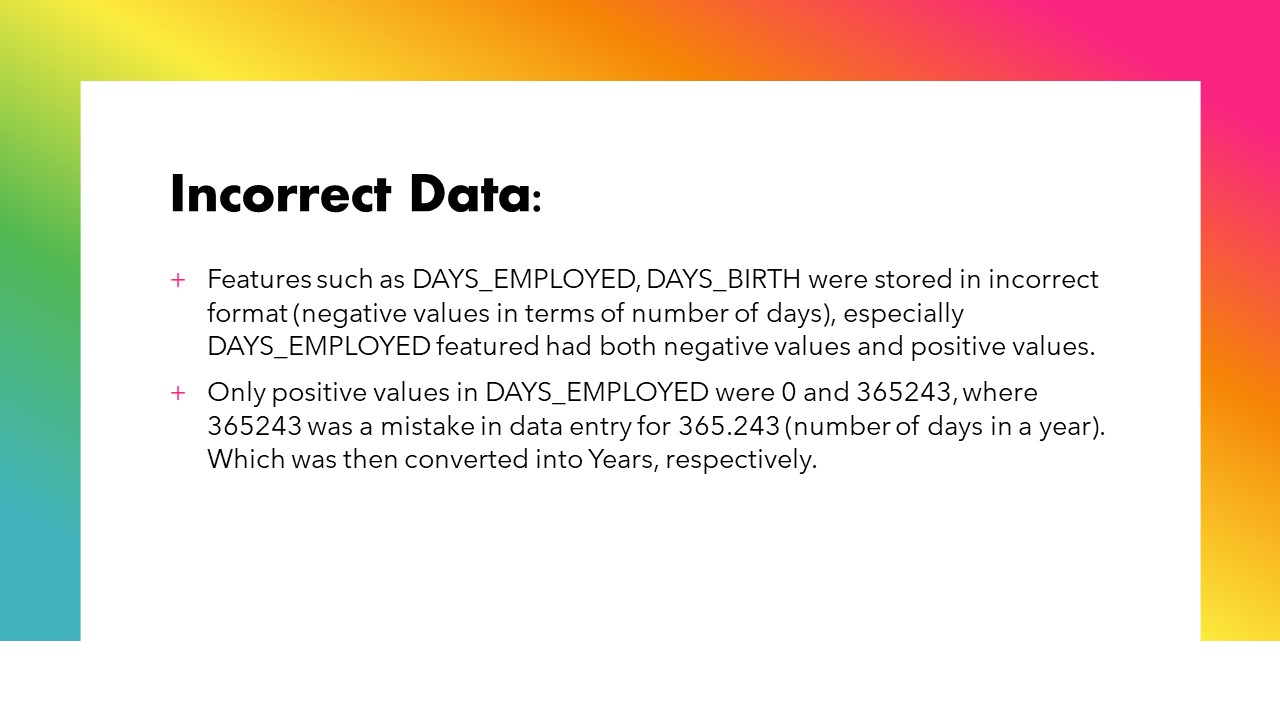 Incorrect Data:
+ Features such as DAYS_EMPLOYED, DAYS_BIRTH were stored in incorrect
format (negative values in terms of number of days), especially
DAYS_EMPLOYED featured had both negative values and positive values.
+ Only positive values in DAYS_EMPLOYED were 0 and 365243, where
365243 was a mistake in data entry for 365.243 (number of days in a year).
Which was then converted into Years, respectively.